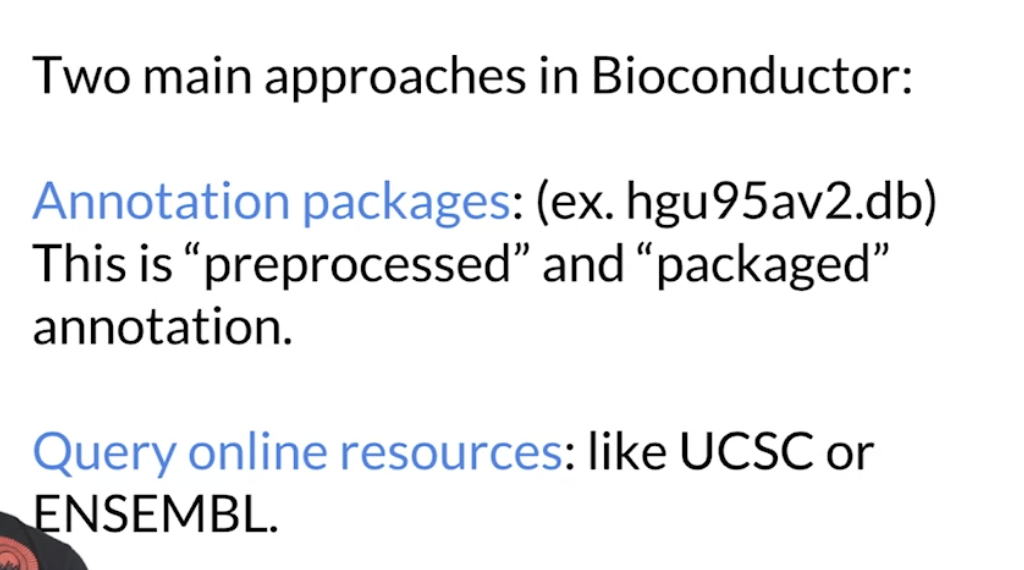 Two main approaches in Bioconductor:
Annotation packages: (ex. hgu95av2.db)
This is “preprocessed” and “packaged”
annotation.
Query online resources: like UCSC or
ENSEMBL.